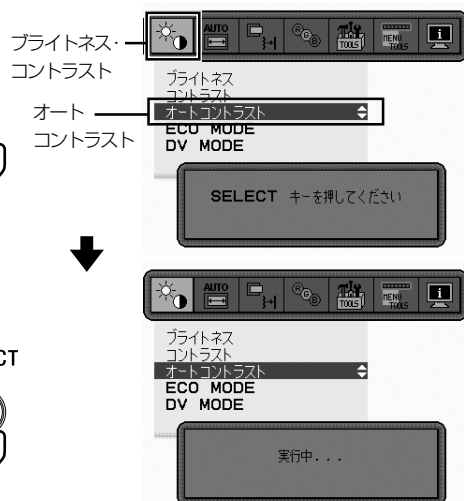 ブライトネス・
コントラスト
オート
コントラスト
AUTO
RGB
TOOLS
MENU
TOOLS
i
ブライトネス
コントラスト
オートコントラスト
ECO MODE
DV MODE
SELECT キーを押してください
CT
AUTO
RGB
TOOLS
MENU
TOOLS
i
ブライトネス
コントラスト
オートコントラスト
ECO MODE
DV MODE
実行中...